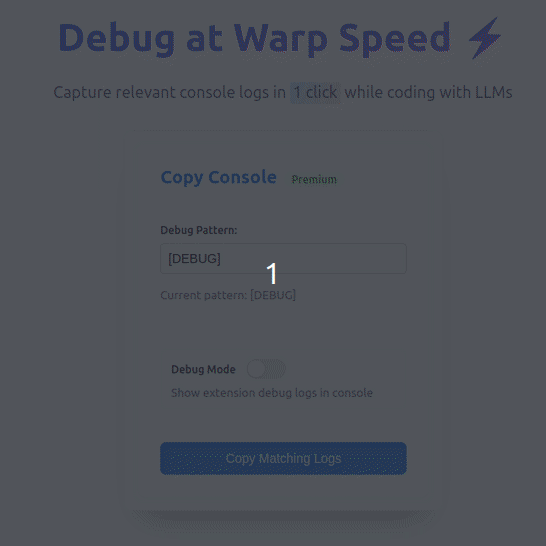 Debug at Warp Speed ⚡
Capture relevant console logs in 1 click while coding with LLMs
Copy Console Premium
Debug Pattern:
[DEBUG]
1
Current pattern: [DEBUG]
Debug Mode
Show extension debug logs in console
Copy Matching Logs